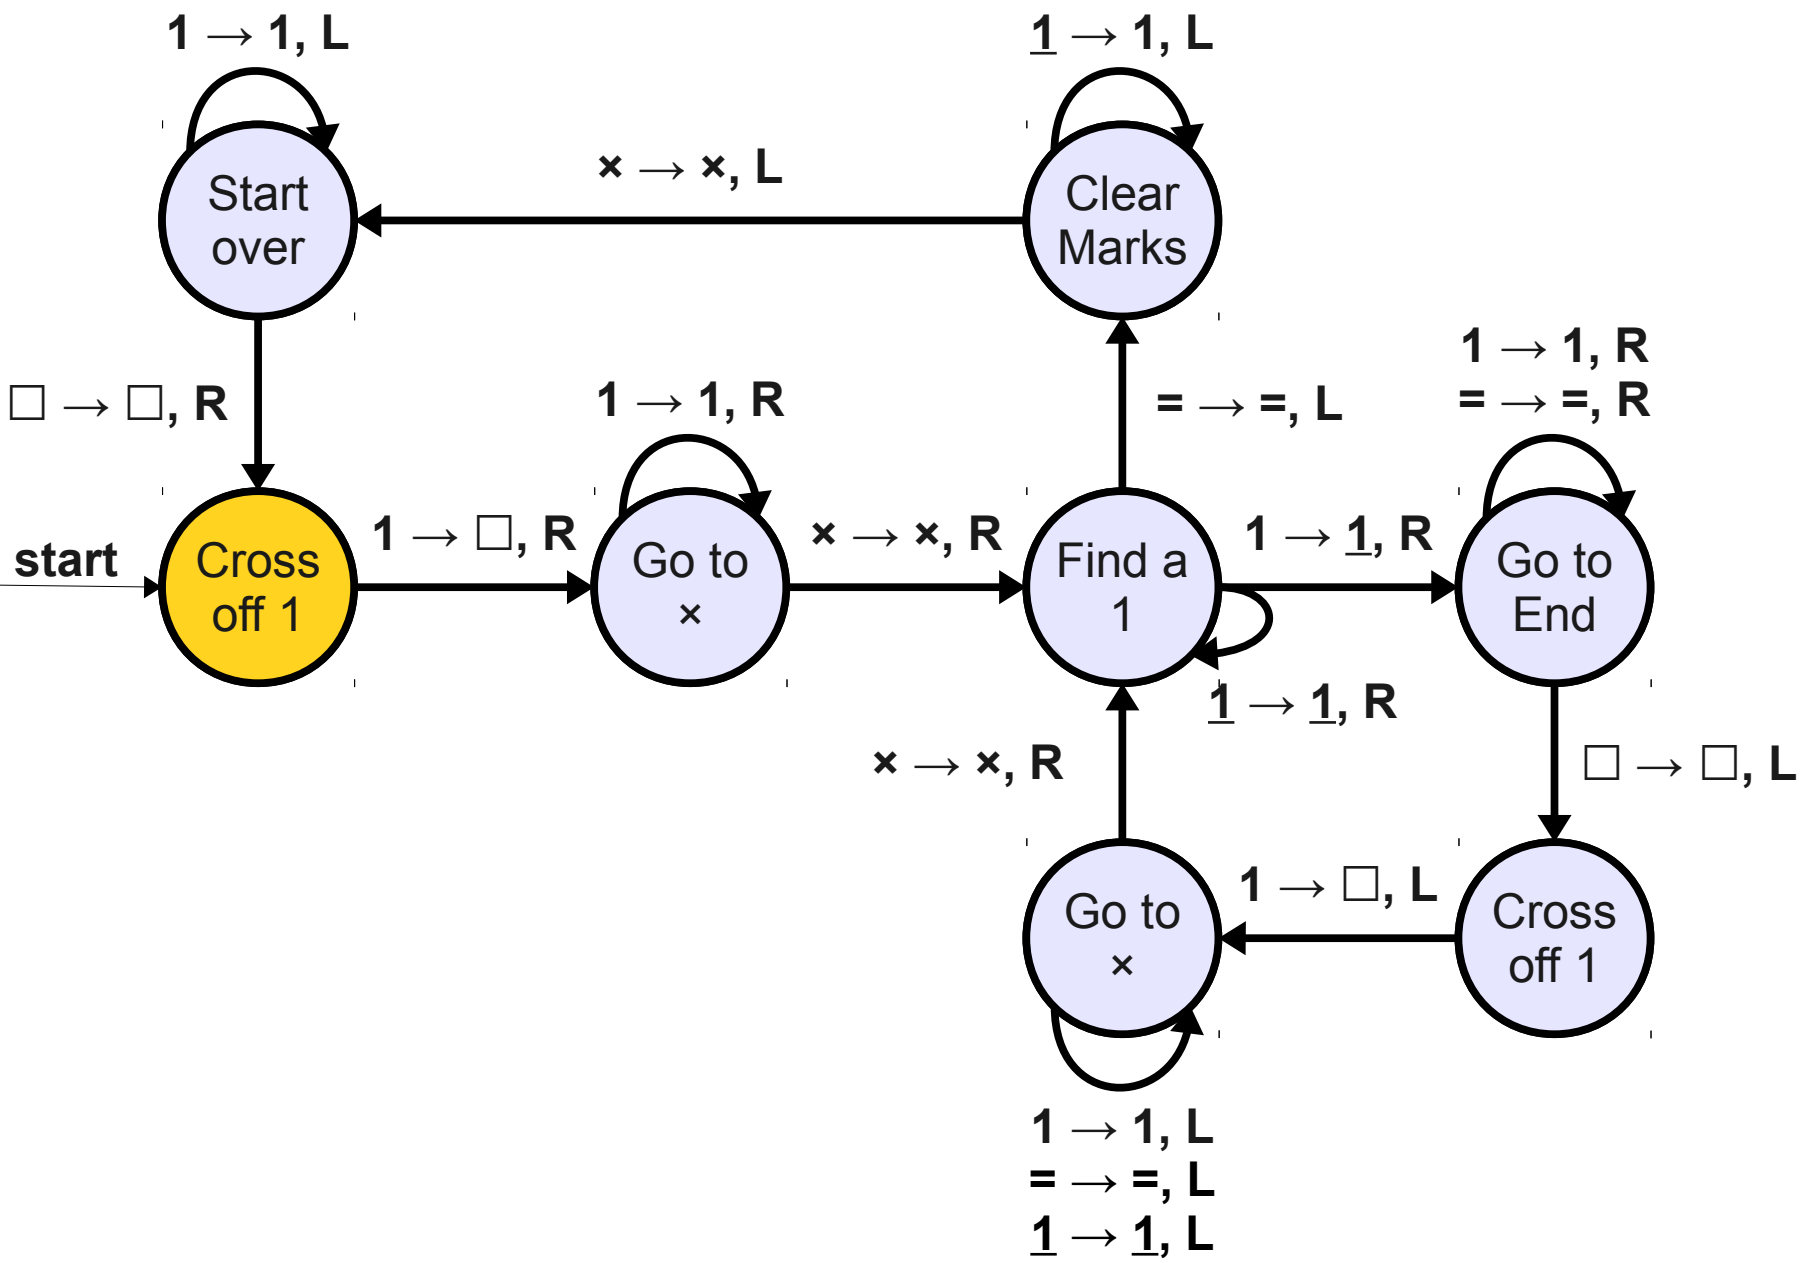 1 → 1, L
<u>1</u> → 1, L
Start
over
× → ×, L
Clear
Marks
1 → 1, R
= → =, R
□ → □, R
1 → 1, R
= → =, L
start
Cross
off 1
1 → □, R
Go to
×
× → ×, R
Find a
1
1 → <u>1</u>, R
Go to
End
<u>1</u> → <u>1</u>, R
× → ×, R
□ → □, L
Go to
×
1 → □, L
Cross
off 1
1 → 1, L
= → =, L
<u>1</u> → <u>1</u>, L